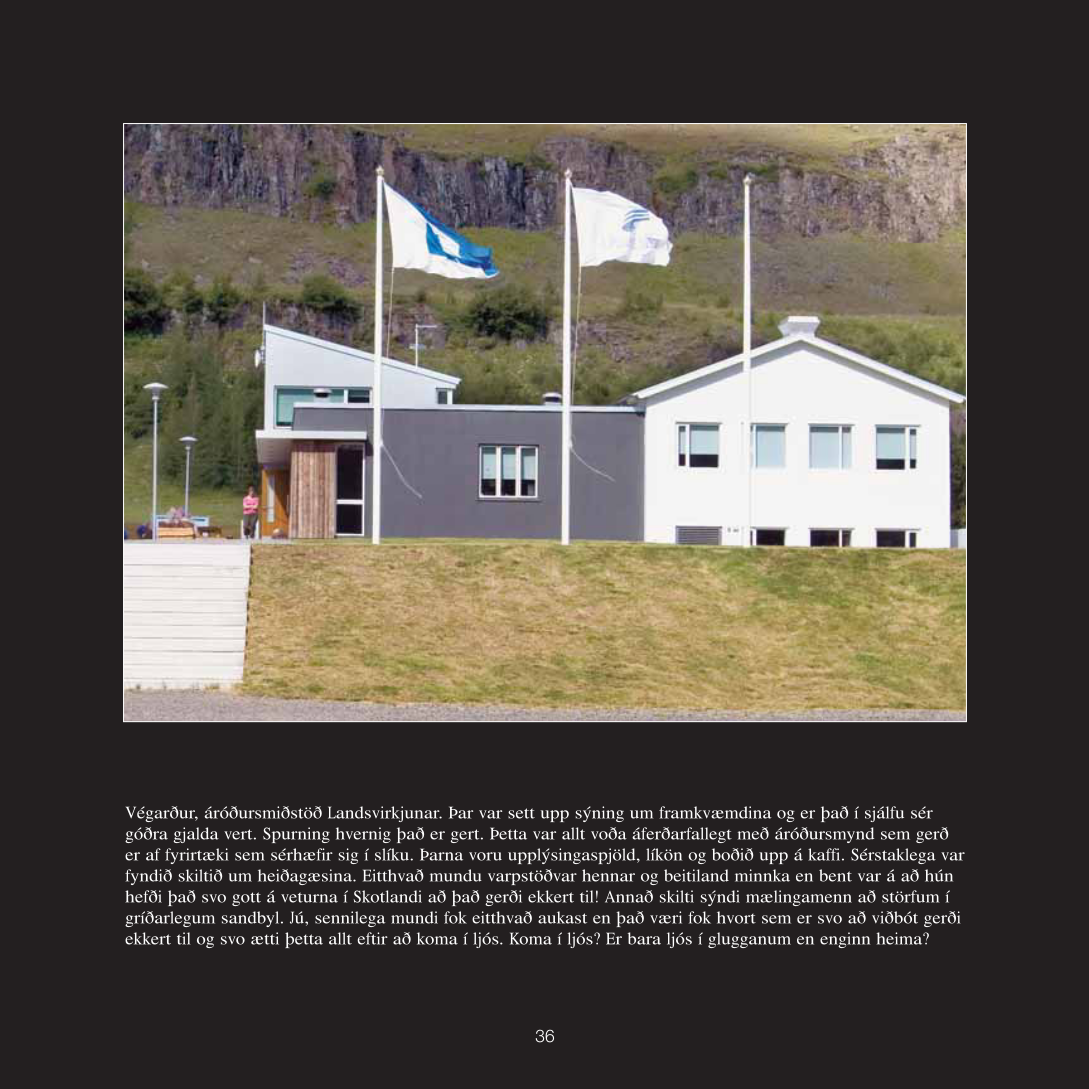 Végarður, áróðursmiðstöð Landsvirkjunar. Þar var sett upp sýning um framkvæmdina og er það í sjálfu sér
góðra gjalda vert. Spurning hvernig það er gert. Þetta var allt voða áferðarfallegt með áróðursmynd sem gerð
er af fyrirtæki sem sérhæfir sig í slíku. Þarna voru upplýsingaspjöld, líkön og boðið upp á kaffi. Sérstaklega var
fyndið skiltið um heiðagæsina. Eitthvað mundu varpstöðvar hennar og beitiland minnka en bent var á að hún
hefði það svo gott á veturna í Skotlandi að það gerði ekkert til! Annað skilti sýndi mælingamenn að störfum í
gríðarlegum sandbyl. Jú, sennilega mundi fok eitthvað aukast en það væri fok hvort sem er svo að viðbót gerði
ekkert til og svo ætti þetta allt eftir að koma í ljós. Koma í ljós? Er bara ljós í glugganum en enginn heima?
36